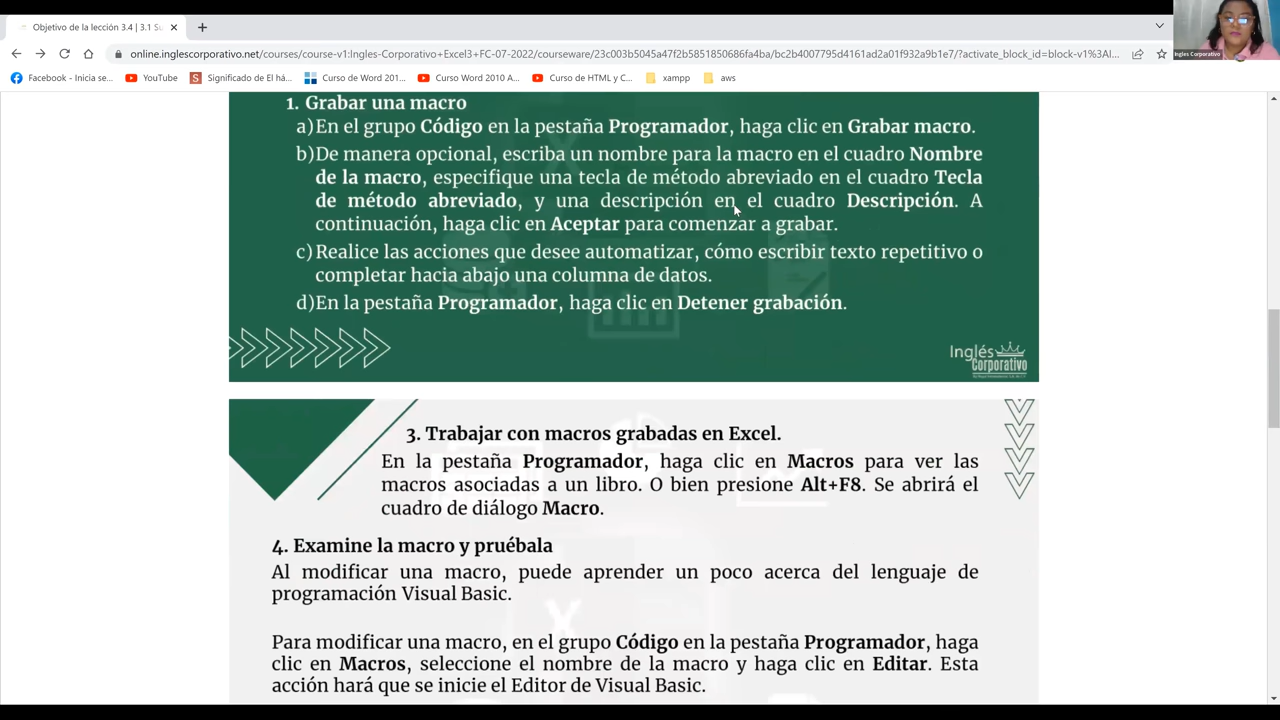 Objetivo de la lección 3.4 | 3.1 Su
online.inglescorporativo.net/courses/course-v1:Ingles-Corporativo+Excel3+FC-07-2022/courseware/23c003b5045a47f2b5851850686fa4ba/bc2b4007795d4161ad2a01f932a9b1e7/?activate_block_id=block-v1%3AI...
Facebook - Inicia se...
YouTube
Significado de El há...
Curso de Word 201...
Curso Word 2010 A...
Curso de HTML y C...
xampp
aws
Ingles Corporativo
1. Grabar una macro
a)En el grupo Código en la pestaña Programador, haga clic en Grabar macro.
b)De manera opcional, escriba un nombre para la macro en el cuadro Nombre
de la macro, especifique una tecla de método abreviado en el cuadro Tecla
de método abreviado, y una descripción en el cuadro Descripción. A
continuación, haga clic en Aceptar para comenzar a grabar.
c)Realice las acciones que desee automatizar, cómo escribir texto repetitivo o
completar hacia abajo una columna de datos.
d)En la pestaña Programador, haga clic en Detener grabación.
Inglés
Corporativo
3. Trabajar con macros grabadas en Excel.
En la pestaña Programador, haga clic en Macros para ver las
macros asociadas a un libro. O bien presione Alt+F8. Se abrirá el
cuadro de diálogo Macro.
4. Examine la macro y pruébala
Al modificar una macro, puede aprender un poco acerca del lenguaje de
programación Visual Basic.
Para modificar una macro, en el grupo Código en la pestaña Programador, haga
clic en Macros, seleccione el nombre de la macro y haga clic en Editar. Esta
acción hará que se inicie el Editor de Visual Basic.